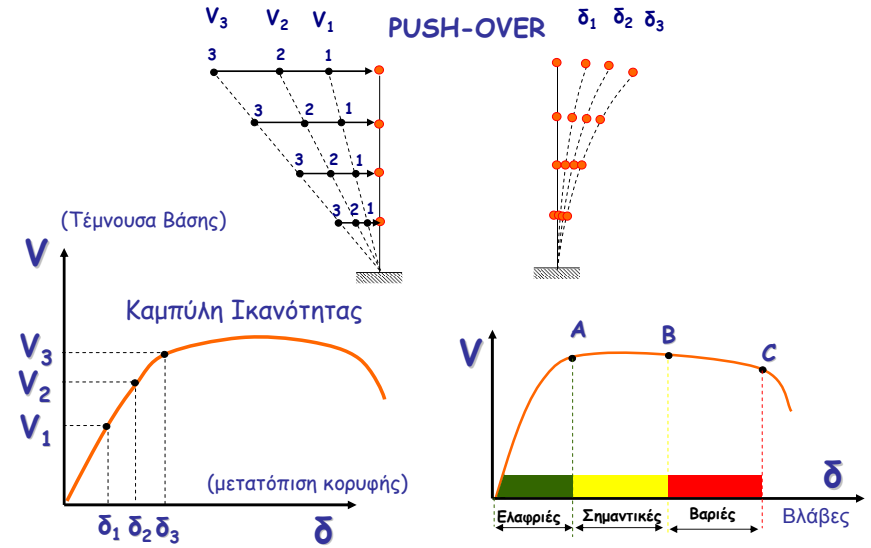 V3 V2 V1
PUSH-OVER
δ1 δ2 δ3
3 2 1
3 2 1
3 2 1
3 2 1
(Τέμνουσα Βάσης)
V
Καμπύλη Ικανότητας
V3
V2
V1
(μετατόπιση κορυφής)
δ1 δ2 δ3
δ
V
A
B
C
δ
Ελαφριές
Σημαντικές
Βαριές
Βλάβες